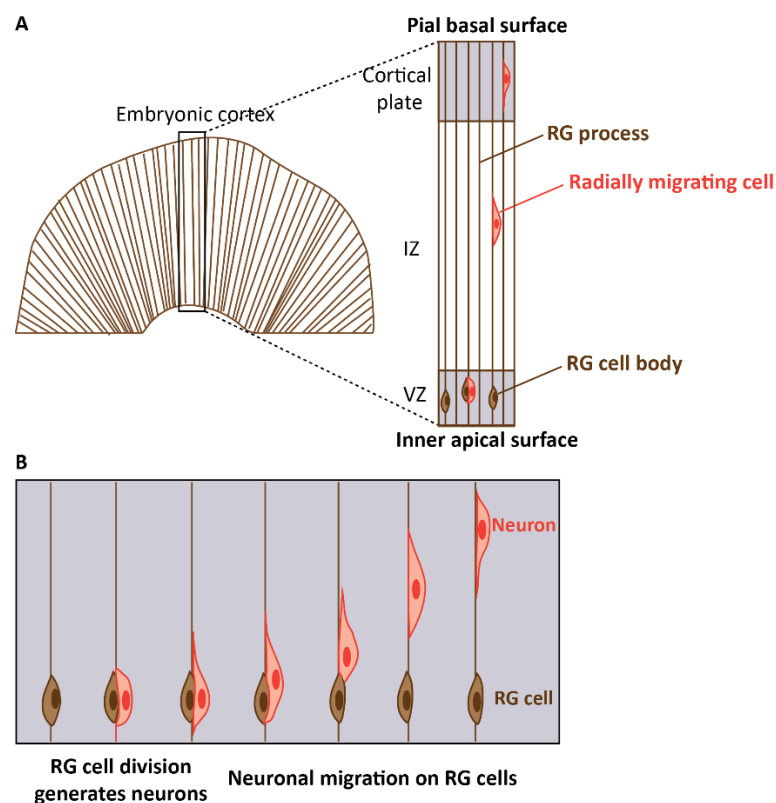 A
Pial basal surface
Cortical
plate
Embryonic cortex
RG process
Radially migrating cell
IZ
RG cell body
VZ
Inner apical surface
B
Neuron
RG cell
RG cell division
generates neurons
Neuronal migration on RG cells